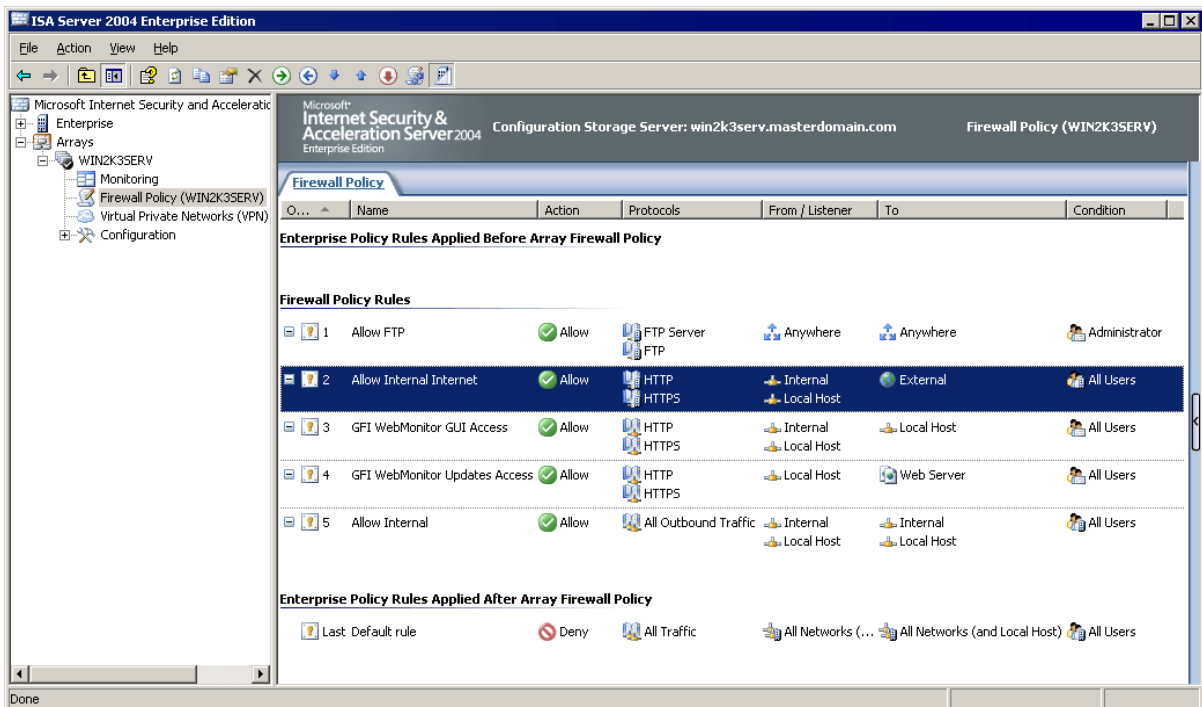 ISA Server 2004 Enterprise Edition
File Action View Help
Microsoft Internet Security and Acceleratic
Enterprise
Arrays
WIN2K3SERV
Monitoring
Firewall Policy (WIN2K3SERV)
Virtual Private Networks (VPN)
Configuration
Microsoft
Internet Security &
Acceleration Server 2004
Enterprise Edition
Configuration Storage Server: win2k3serv.masterdomain.com
Firewall Policy (WIN2K3SERV)
Firewall Policy
O... Name Action Protocols From / Listener To Condition
Enterprise Policy Rules Applied Before Array Firewall Policy
Firewall Policy Rules
1 Allow FTP Allow FTP Server Anywhere Anywhere Administrator
FTP
2 Allow Internal Internet Allow HTTP Internal External All Users
HTTPS Local Host
3 GFI WebMonitor GUI Access Allow HTTP Internal Local Host All Users
HTTPS Local Host
4 GFI WebMonitor Updates Access Allow HTTP Local Host Web Server All Users
HTTPS
5 Allow Internal Allow All Outbound Traffic Internal Internal All Users
Local Host Local Host
Enterprise Policy Rules Applied After Array Firewall Policy
Last Default rule Deny All Traffic All Networks (... All Networks (and Local Host) All Users
Done